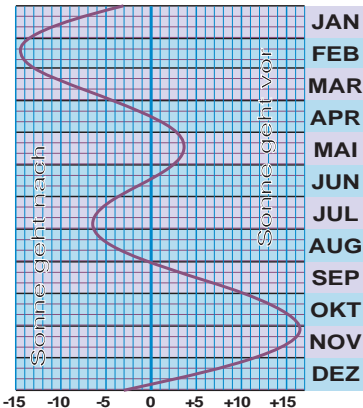 JAN
FEB
MAR
APR
MAI
JUN
JUL
AUG
SEP
OKT
NOV
DEZ
Sonne geht nach
Sonne geht vor
-15 -10 -5 0 +5 +10 +15